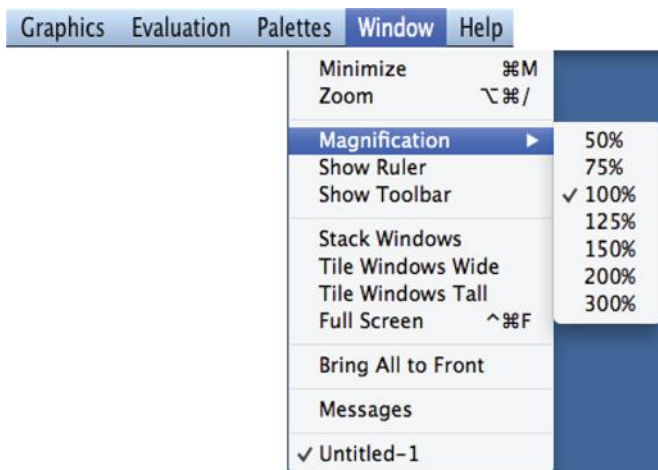 Graphics Evaluation Palettes Window Help
Minimize ⌘M
Zoom ⌥⌘/
Magnification ▶
Show Ruler
Show Toolbar
Stack Windows
Tile Windows Wide
Tile Windows Tall
Full Screen ^⌘F
Bring All to Front
Messages
✓ Untitled-1
50%
75%
✓ 100%
125%
150%
200%
300%